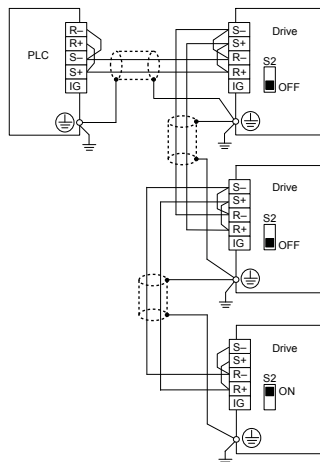 PLC
R–
R+
S–
S+
IG
S–
S+
R–
R+
IG
Drive
S2
OFF
S–
S+
R–
R+
IG
Drive
S2
OFF
S–
S+
R–
R+
IG
Drive
S2
ON